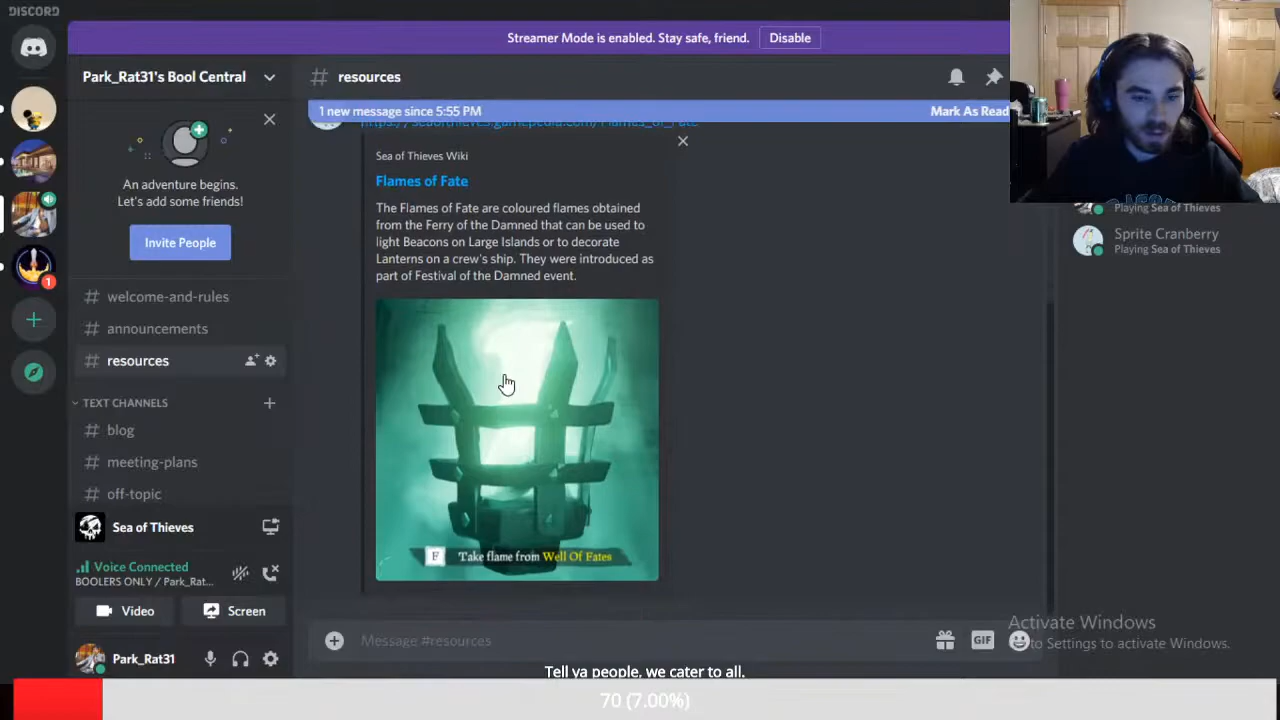 DISCORD
Streamer Mode is enabled. Stay safe, friend.
Disable
Park_Rat31's Bool Central
# resources
1 new message since 5:55 PM
Mark As Read
An adventure begins.
Let's add some friends!
Invite People
# welcome-and-rules
# announcements
# resources
TEXT CHANNELS
# blog
# meeting-plans
# off-topic
Sea of Thieves
Voice Connected
BOOLERS ONLY / Park_Rat...
Video
Screen
Park_Rat31
https://seaofthieves.gamepedia.com/Flames_of_Fate
Sea of Thieves Wiki
Flames of Fate
The Flames of Fate are coloured flames obtained
from the Ferry of the Damned that can be used to
light Beacons on Large Islands or to decorate
Lanterns on a crew's ship. They were introduced as
part of Festival of the Damned event.
F Take flame from Well Of Fates
Message #resources
GIF
Playing Sea of Thieves
Sprite Cranberry
Playing Sea of Thieves
Activate Windows
to Settings to activate Windows.
Tell ya people, we cater to all.
70 (7.00%)
1